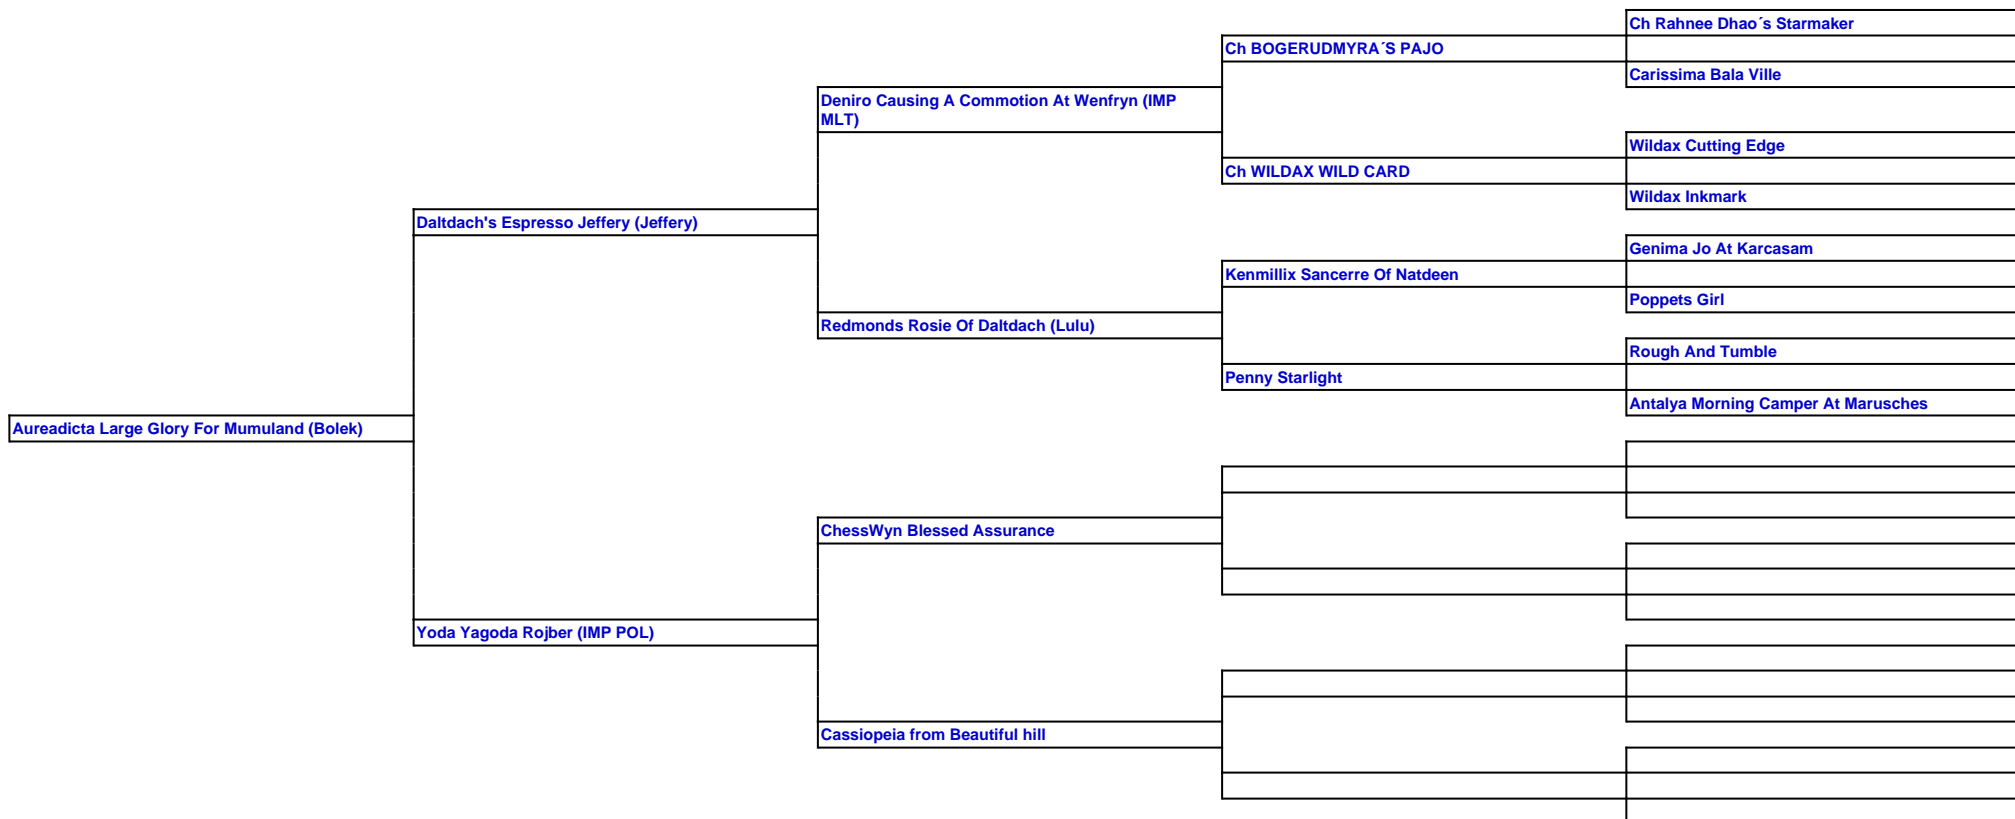 Ch Rahnee Dhao´s Starmaker
Ch BOGERUDMYRA´S PAJO
Carissima Bala Ville
Deniro Causing A Commotion At Wenfryn (IMP
MLT)
Wildax Cutting Edge
Ch WILDAX WILD CARD
Wildax Inkmark
Daltdach's Espresso Jeffery (Jeffery)
Genima Jo At Karcasam
Kenmillix Sancerre Of Natdeen
Poppets Girl
Redmonds Rosie Of Daltdach (Lulu)
Rough And Tumble
Penny Starlight
Antalya Morning Camper At Marusches
Aureadicta Large Glory For Mumuland (Bolek)
ChessWyn Blessed Assurance
Yoda Yagoda Rojber (IMP POL)
Cassiopeia from Beautiful hill